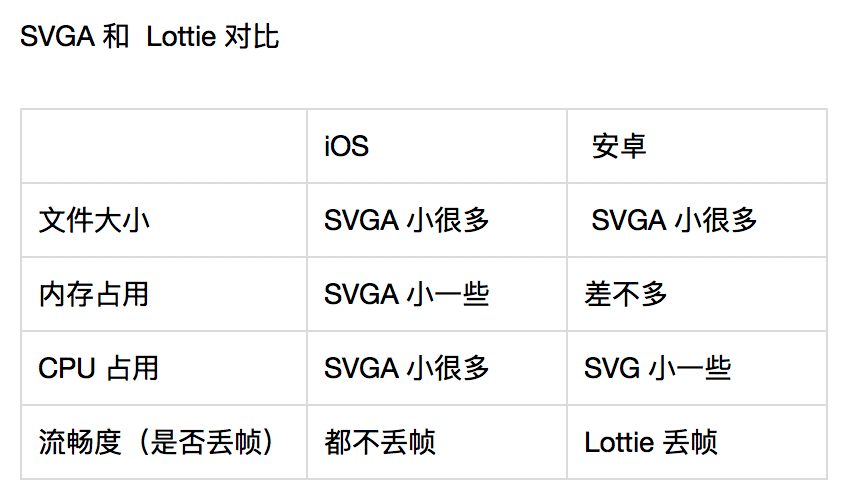 SVGA 和 Lottie 对比
iOS 安卓
文件大小 SVGA 小很多 SVGA 小很多
内存占用 SVGA 小一些 差不多
CPU 占用 SVGA 小很多 SVG 小一些
流畅度（是否丢帧） 都不丢帧 Lottie 丢帧